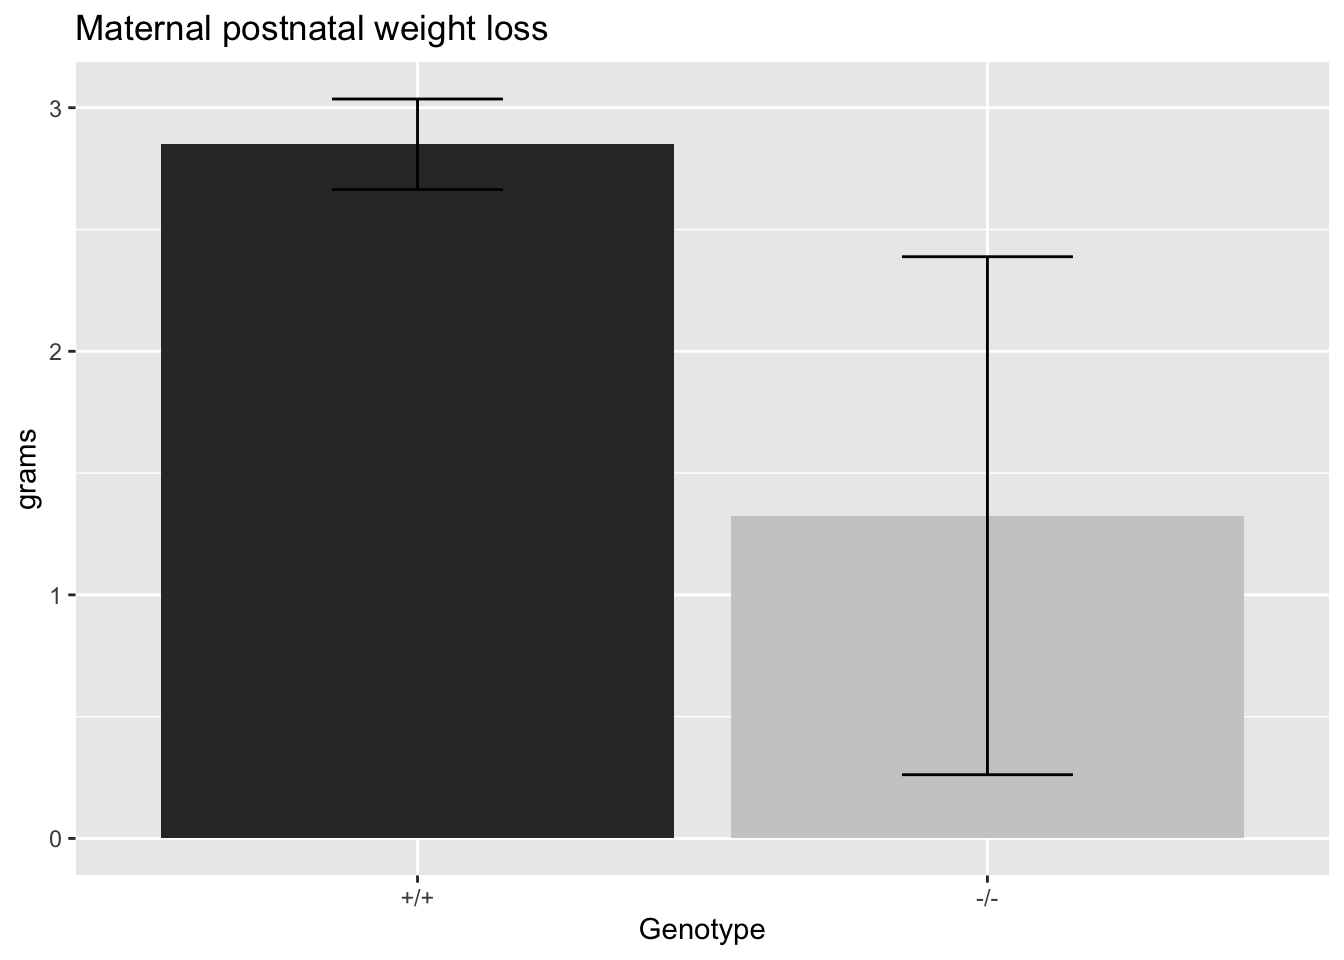 Maternal postnatal weight loss
3
2
1
0
grams
+/+
-/-
Genotype